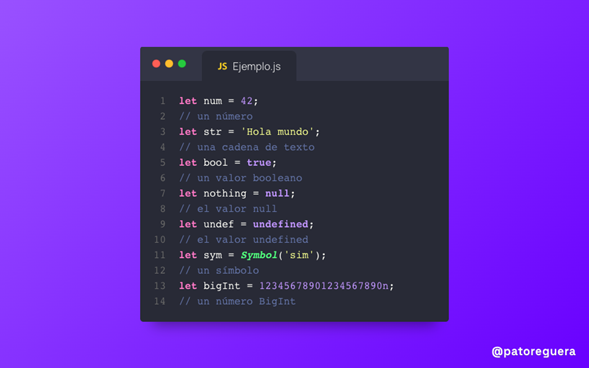 JS Ejemplo.js
1 let num = 42;
2 // un número
3 let str = 'Hola mundo';
4 // una cadena de texto
5 let bool = true;
6 // un valor booleano
7 let nothing = null;
8 // el valor null
9 let undef = undefined;
10 // el valor undefined
11 let sym = Symbol('sim');
12 // un símbolo
13 let bigInt = 12345678901234567890n;
14 // un número BigInt
@patoreguera